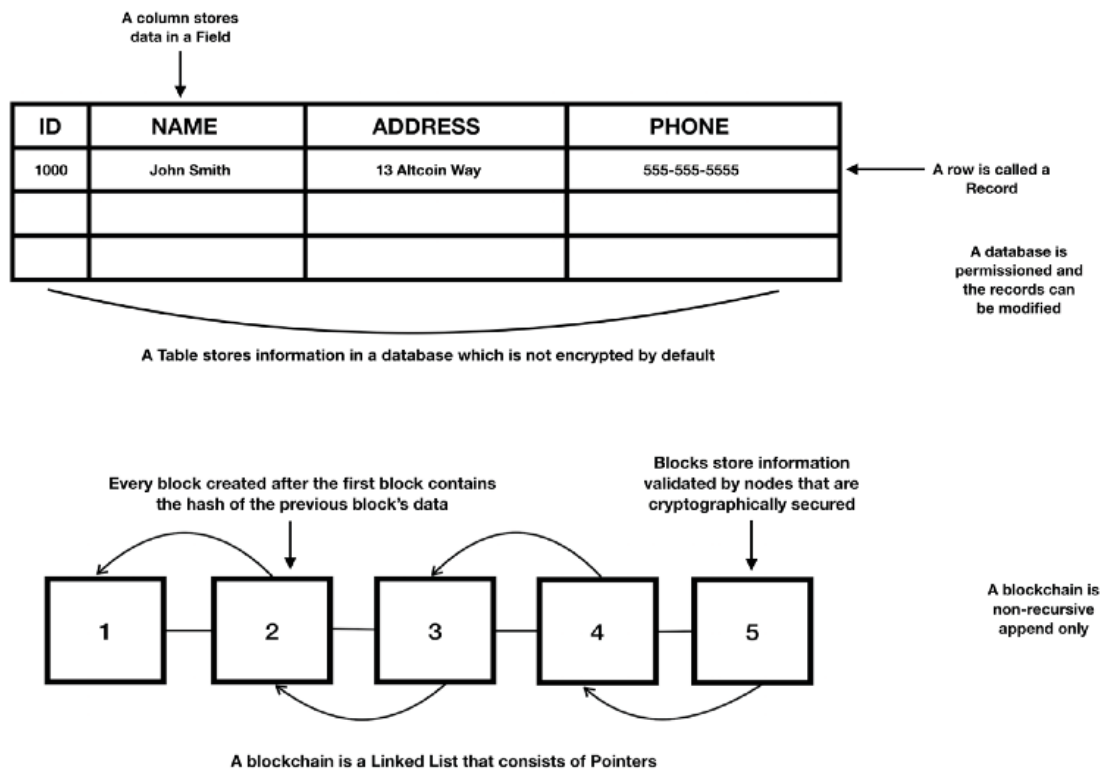 A column stores
data in a Field
ID NAME ADDRESS PHONE
1000 John Smith 13 Altcoin Way 555-555-5555
A row is called a
Record
A database is
permissioned and
the records can
be modified
A Table stores information in a database which is not encrypted by default
Every block created after the first block contains
the hash of the previous block's data
Blocks store information
validated by nodes that are
cryptographically secured
1 2 3 4 5
A blockchain is
non-recursive
append only
A blockchain is a Linked List that consists of Pointers